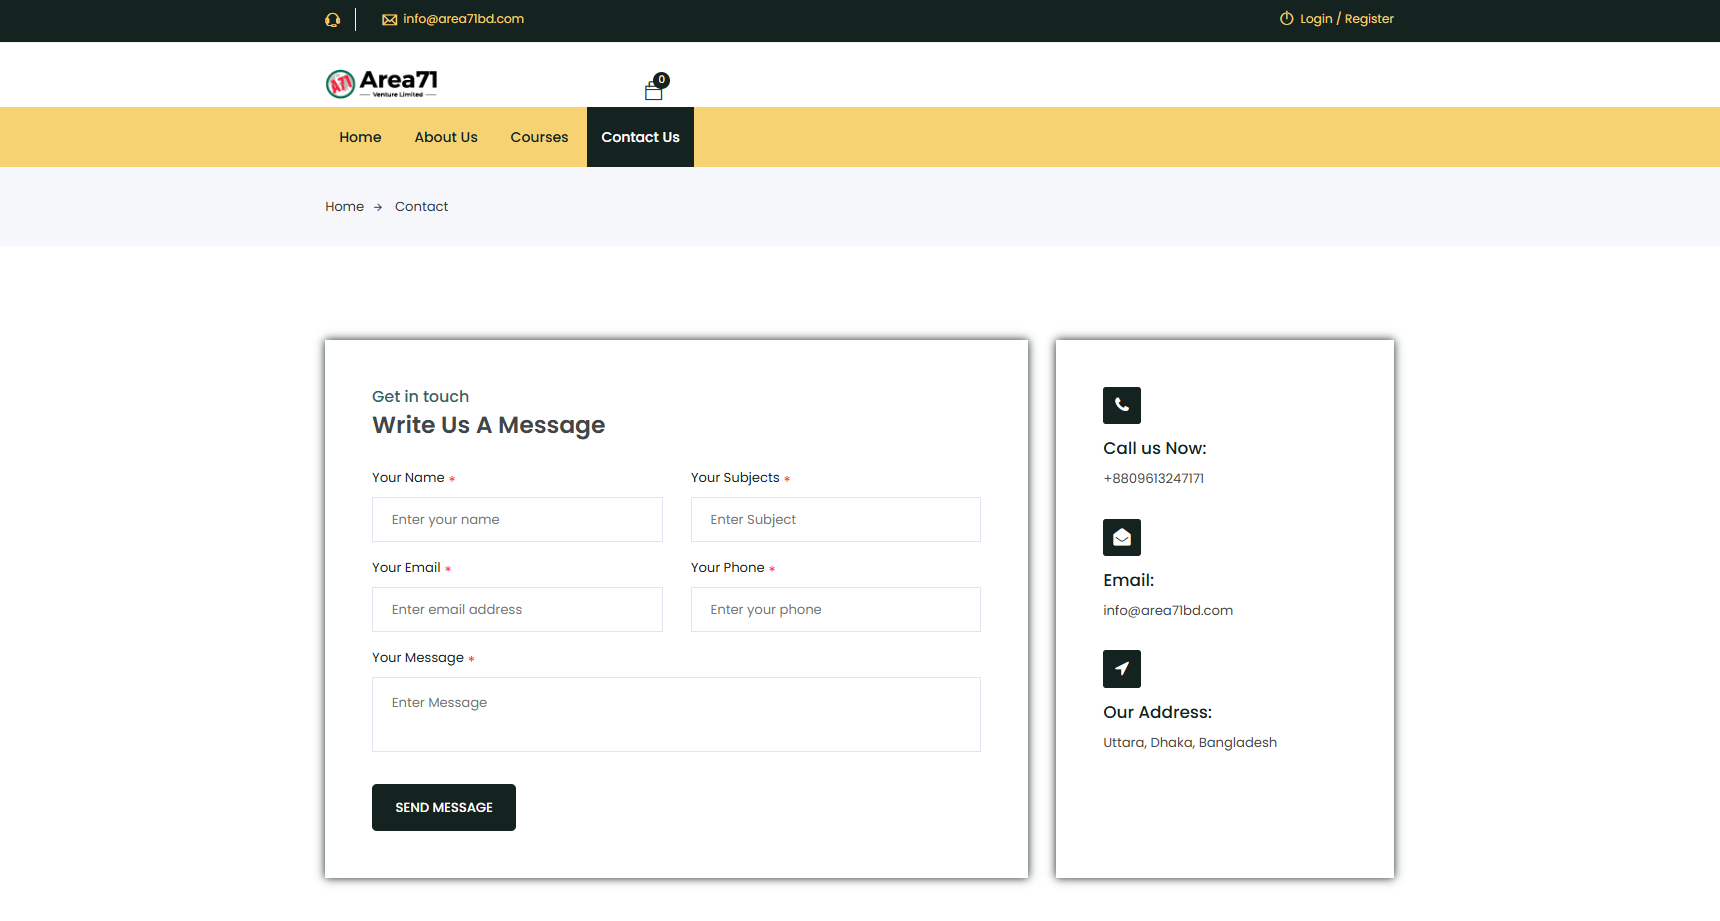 info@area71bd.com
Login / Register
A71 Area71
Venture Limited
0
Home About Us Courses Contact Us
Home → Contact
Get in touch
Write Us A Message
Your Name *
Your Subjects *
Enter your name
Enter Subject
Your Email *
Your Phone *
Enter email address
Enter your phone
Your Message *
Enter Message
SEND MESSAGE
Call us Now:
+8809613247171
Email:
info@area71bd.com
Our Address:
Uttara, Dhaka, Bangladesh